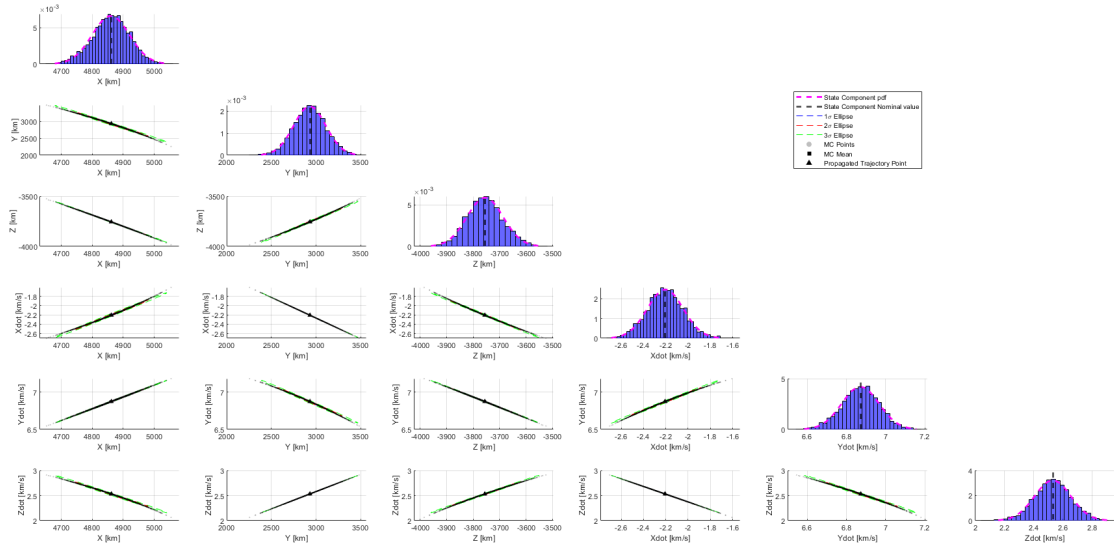 ×10⁻³
5
0
4700 4800 4900 5000
X [km]
State Component pdf
State Component Nominal value
1σ Ellipse
2σ Ellipse
3σ Ellipse
MC Points
MC Mean
Propagated Trajectory Point
Y [km]
3000
2500
2000
4700 4800 4900 5000
X [km]
×10⁻³
2
1
0
2000 2500 3000 3500
Y [km]
Z [km]
-3500
-4000
4700 4800 4900 5000
X [km]
-3500
-4000
Z [km]
2000 2500 3000 3500
Y [km]
×10⁻³
5
0
-4000 -3900 -3800 -3700 -3600 -3500
Z [km]
Xdot [km/s]
-1.8
-2
-2.2
-2.4
-2.6
4700 4800 4900 5000
X [km]
Xdot [km/s]
-1.8
-2
-2.2
-2.4
-2.6
2000 2500 3000 3500
Y [km]
Xdot [km/s]
-1.8
-2
-2.2
-2.4
-2.6
-4000 -3900 -3800 -3700 -3600 -3500
Z [km]
2
1
0
-2.6 -2.4 -2.2 -2 -1.8 -1.6
Xdot [km/s]
Ydot [km/s]
7
6.5
4700 4800 4900 5000
X [km]
Ydot [km/s]
7
6.5
2000 2500 3000 3500
Y [km]
Ydot [km/s]
7
6.5
-4000 -3900 -3800 -3700 -3600 -3500
Z [km]
Ydot [km/s]
7
6.5
-2.6 -2.4 -2.2 -2 -1.8 -1.6
Xdot [km/s]
5
0
6.6 6.8 7 7.2
Ydot [km/s]
Zdot [km/s]
3
2.5
2
4700 4800 4900 5000
X [km]
Zdot [km/s]
3
2.5
2
2000 2500 3000 3500
Y [km]
Zdot [km/s]
3
2.5
2
-4000 -3900 -3800 -3700 -3600 -3500
Z [km]
Zdot [km/s]
3
2.5
2
-2.6 -2.4 -2.2 -2 -1.8 -1.6
Xdot [km/s]
Zdot [km/s]
3
2.5
2
6.6 6.8 7 7.2
Ydot [km/s]
4
2
0
2 2.2 2.4 2.6 2.8
Zdot [km/s]